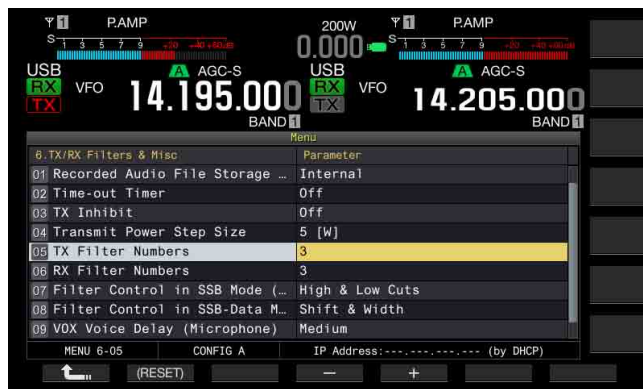 1 P.AMP 200W 1 P.AMP
S 1 3 5 7 9 +20 +40 +60dB 0.000 S 1 3 5 7 9 +20 +40 +60dB
USB A AGC-S USB A AGC-S
RX VFO 14.195.000 RX VFO 14.205.000
TX TX
BAND 1 BAND 1
Menu
6.TX/RX Filters & Misc Parameter
01 Recorded Audio File Storage … Internal
02 Time-out Timer Off
03 TX Inhibit Off
04 Transmit Power Step Size 5 [W]
05 TX Filter Numbers 3
06 RX Filter Numbers 3
07 Filter Control in SSB Mode (… High & Low Cuts
08 Filter Control in SSB-Data M… Shift & Width
09 VOX Voice Delay (Microphone) Medium
MENU 6-05 CONFIG A IP Address:---.---.---.--- (by DHCP)
(RESET) − +